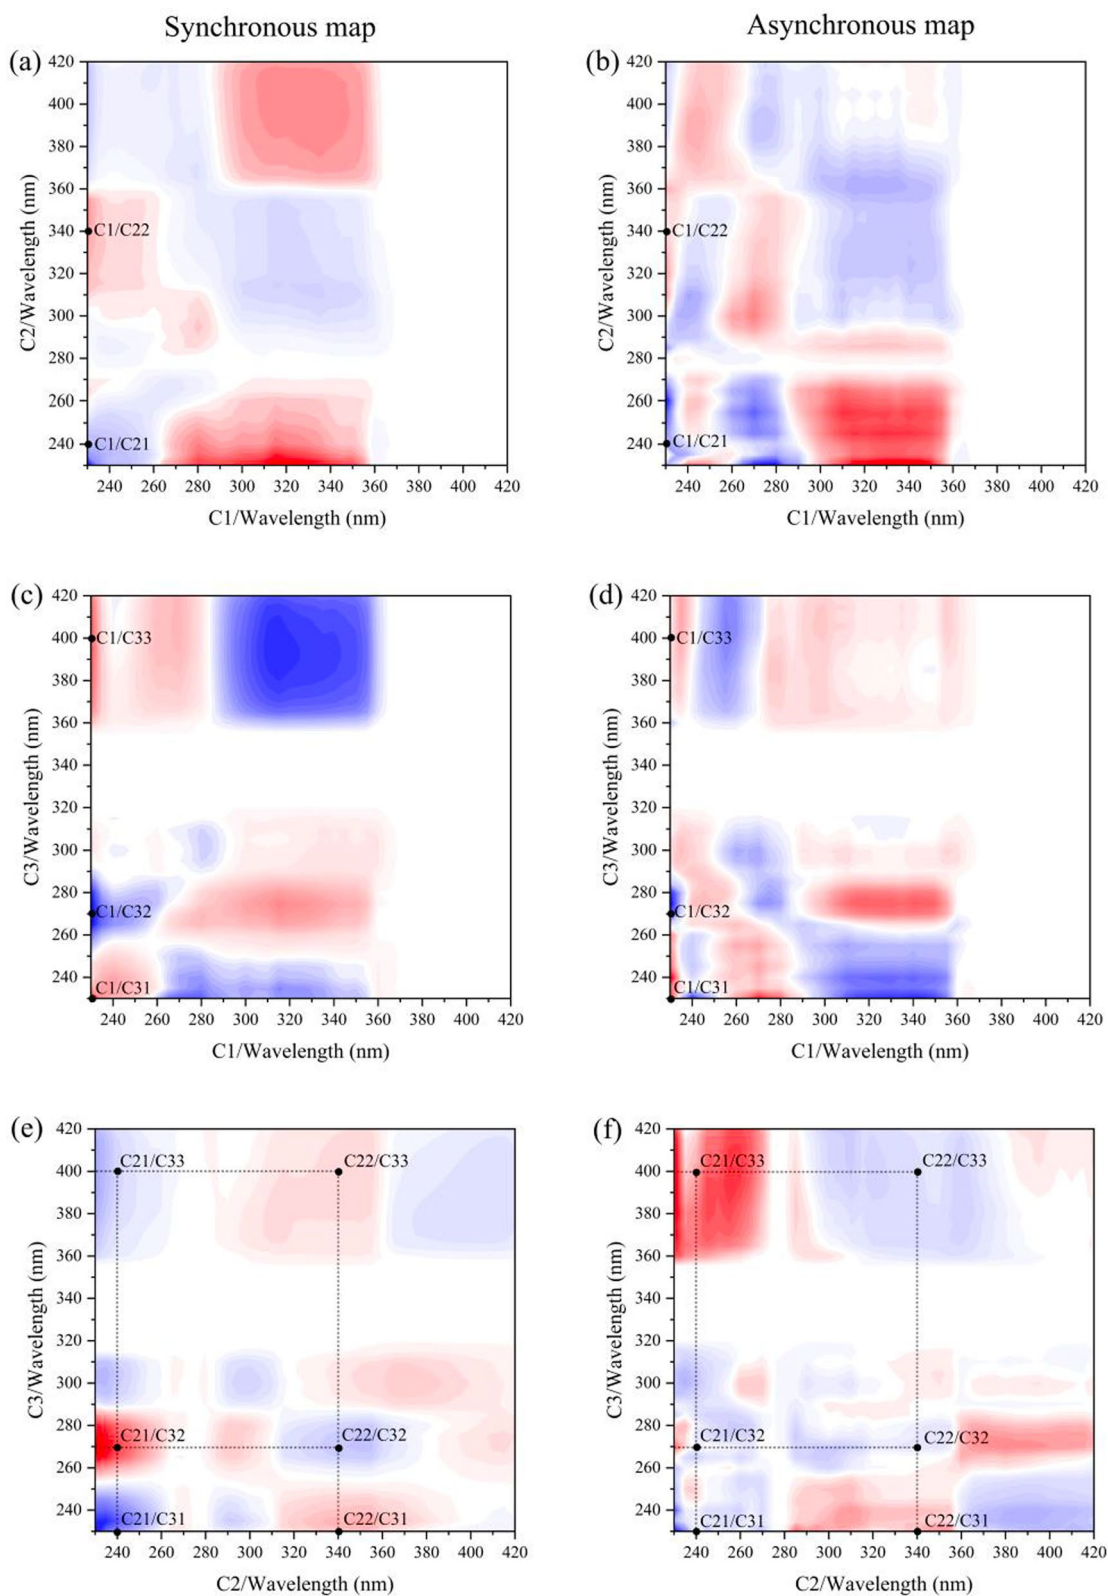 Synchronous map
Asynchronous map
(a)
420
400
380
360
340
320
300
280
260
240
C2/Wavelength (nm)
C1/C22
C1/C21
240 260 280 300 320 340 360 380 400 420
C1/Wavelength (nm)
(b)
420
400
380
360
340
320
300
280
260
240
C2/Wavelength (nm)
C1/C22
C1/C21
240 260 280 300 320 340 360 380 400 420
C1/Wavelength (nm)
(c)
420
400
380
360
340
320
300
280
260
240
C3/Wavelength (nm)
C1/C33
C1/C32
C1/C31
240 260 280 300 320 340 360 380 400 420
C1/Wavelength (nm)
(d)
420
400
380
360
340
320
300
280
260
240
C3/Wavelength (nm)
C1/C33
C1/C32
C1/C31
240 260 280 300 320 340 360 380 400 420
C1/Wavelength (nm)
(e)
420
400
380
360
340
320
300
280
260
240
C3/Wavelength (nm)
C21/C33 C22/C33
C21/C32 C22/C32
C21/C31 C22/C31
240 260 280 300 320 340 360 380 400 420
C2/Wavelength (nm)
(f)
420
400
380
360
340
320
300
280
260
240
C3/Wavelength (nm)
C21/C33 C22/C33
C21/C32 C22/C32
C21/C31 C22/C31
240 260 280 300 320 340 360 380 400 420
C2/Wavelength (nm)